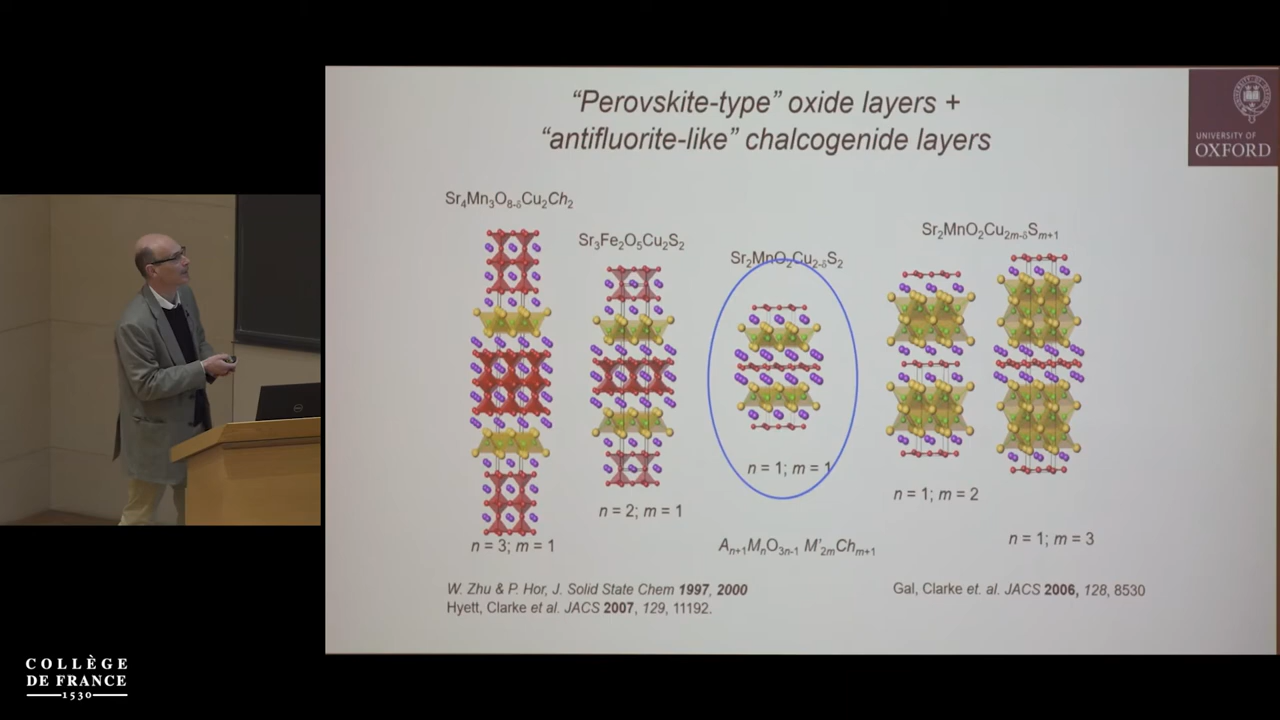 “Perovskite-type” oxide layers +
“antifluorite-like” chalcogenide layers
UNIVERSITY OF
OXFORD
Sr₄Mn₃O₈₋δCu₂Ch₂
Sr₃Fe₂O₅Cu₂S₂
Sr₂MnO₂Cu₂₋δS₂
Sr₂MnO₂Cu₂ₘ₋δSₘ₊₁
n = 3; m = 1
n = 2; m = 1
n = 1; m = 1
n = 1; m = 2
n = 1; m = 3
Aₙ₊₁MₙO₃ₙ₋₁ M'₂ₘChₘ₊₁
W. Zhu & P. Hor, J. Solid State Chem 1997, 2000
Hyett, Clarke et al. JACS 2007, 129, 11192.
Gal, Clarke et. al. JACS 2006, 128, 8530
COLLÈGE
DE FRANCE
1530